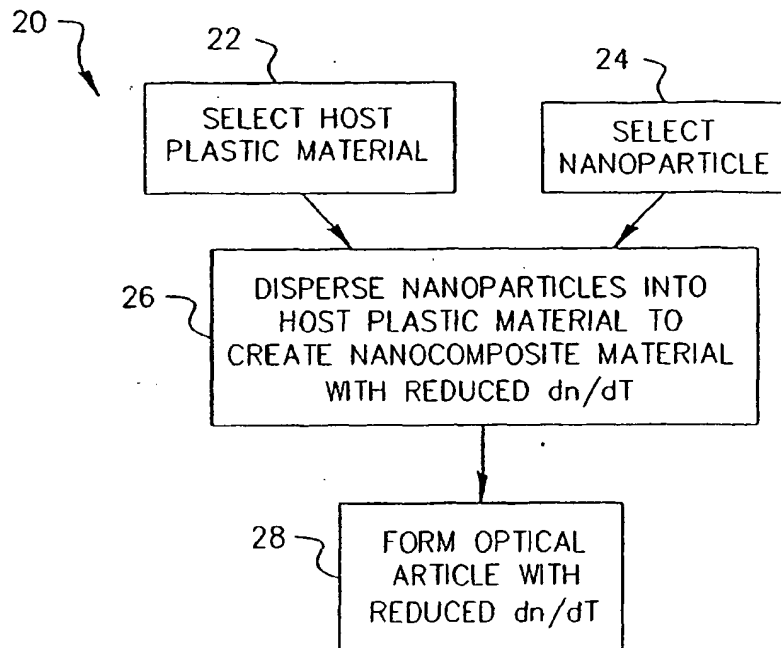 20
22
SELECT HOST
PLASTIC MATERIAL
24
SELECT
NANOPARTICLE
26
DISPERSE NANOPARTICLES INTO
HOST PLASTIC MATERIAL TO
CREATE NANOCOMPOSITE MATERIAL
WITH REDUCED dn/dT
28
FORM OPTICAL
ARTICLE WITH
REDUCED dn/dT